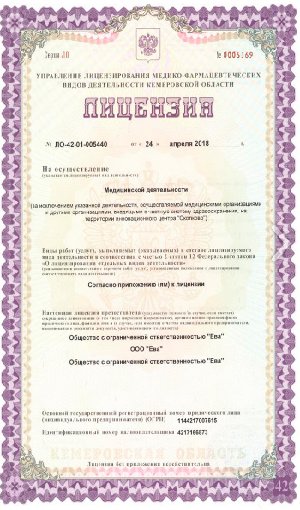 Серия ЛО № 0005169
УПРАВЛЕНИЕ ЛИЦЕНЗИРОВАНИЯ МЕДИКО-ФАРМАЦЕВТИЧЕСКИХ
ВИДОВ ДЕЯТЕЛЬНОСТИ КЕМЕРОВСКОЙ ОБЛАСТИ
ЛИЦЕНЗИЯ
№ ЛО-42-01-005440 от « 24 » апреля 2018 г.
На осуществление
(указывается лицензируемый вид деятельности)
Медицинской деятельности
(за исключением указанной деятельности, осуществляемой медицинскими организациями
и другими организациями, входящими в частную систему здравоохранения, на
территории инновационного центра "Сколково")
Виды работ (услуг), выполняемых (оказываемых) в составе лицензируемого
вида деятельности в соответствии с частью 2 статьи 12 Федерального закона
«О лицензировании отдельных видов деятельности»
Согласно приложению (ям) к лицензии
Настоящая лицензия предоставлена
Общество с ограниченной ответственностью "Ева"
ООО "Ева"
Общество с ограниченной ответственностью "Ева"
Основной государственный регистрационный номер юридического лица
(индивидуального предпринимателя) (ОГРН) 1144217007615
Идентификационный номер налогоплательщика
КЕМЕРОВСКАЯ ОБЛАСТЬ
42
Лицензия без приложения недействительна